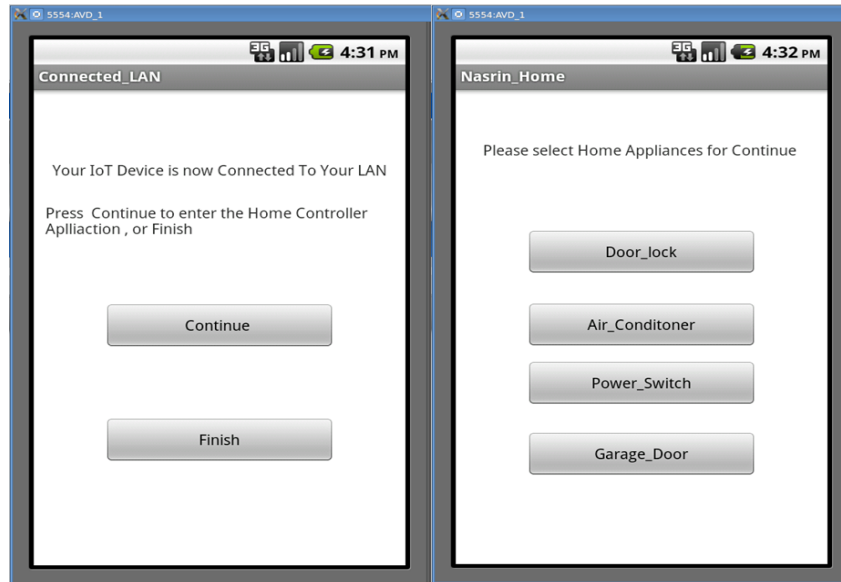 5554:AVD_1
3G 4:31 PM
Connected_LAN
Your IoT Device is now Connected To Your LAN
Press Continue to enter the Home Controller
Aplliaction , or Finish
Continue
Finish
5554:AVD_1
3G 4:32 PM
Nasrin_Home
Please select Home Appliances for Continue
Door_lock
Air_Conditoner
Power_Switch
Garage_Door